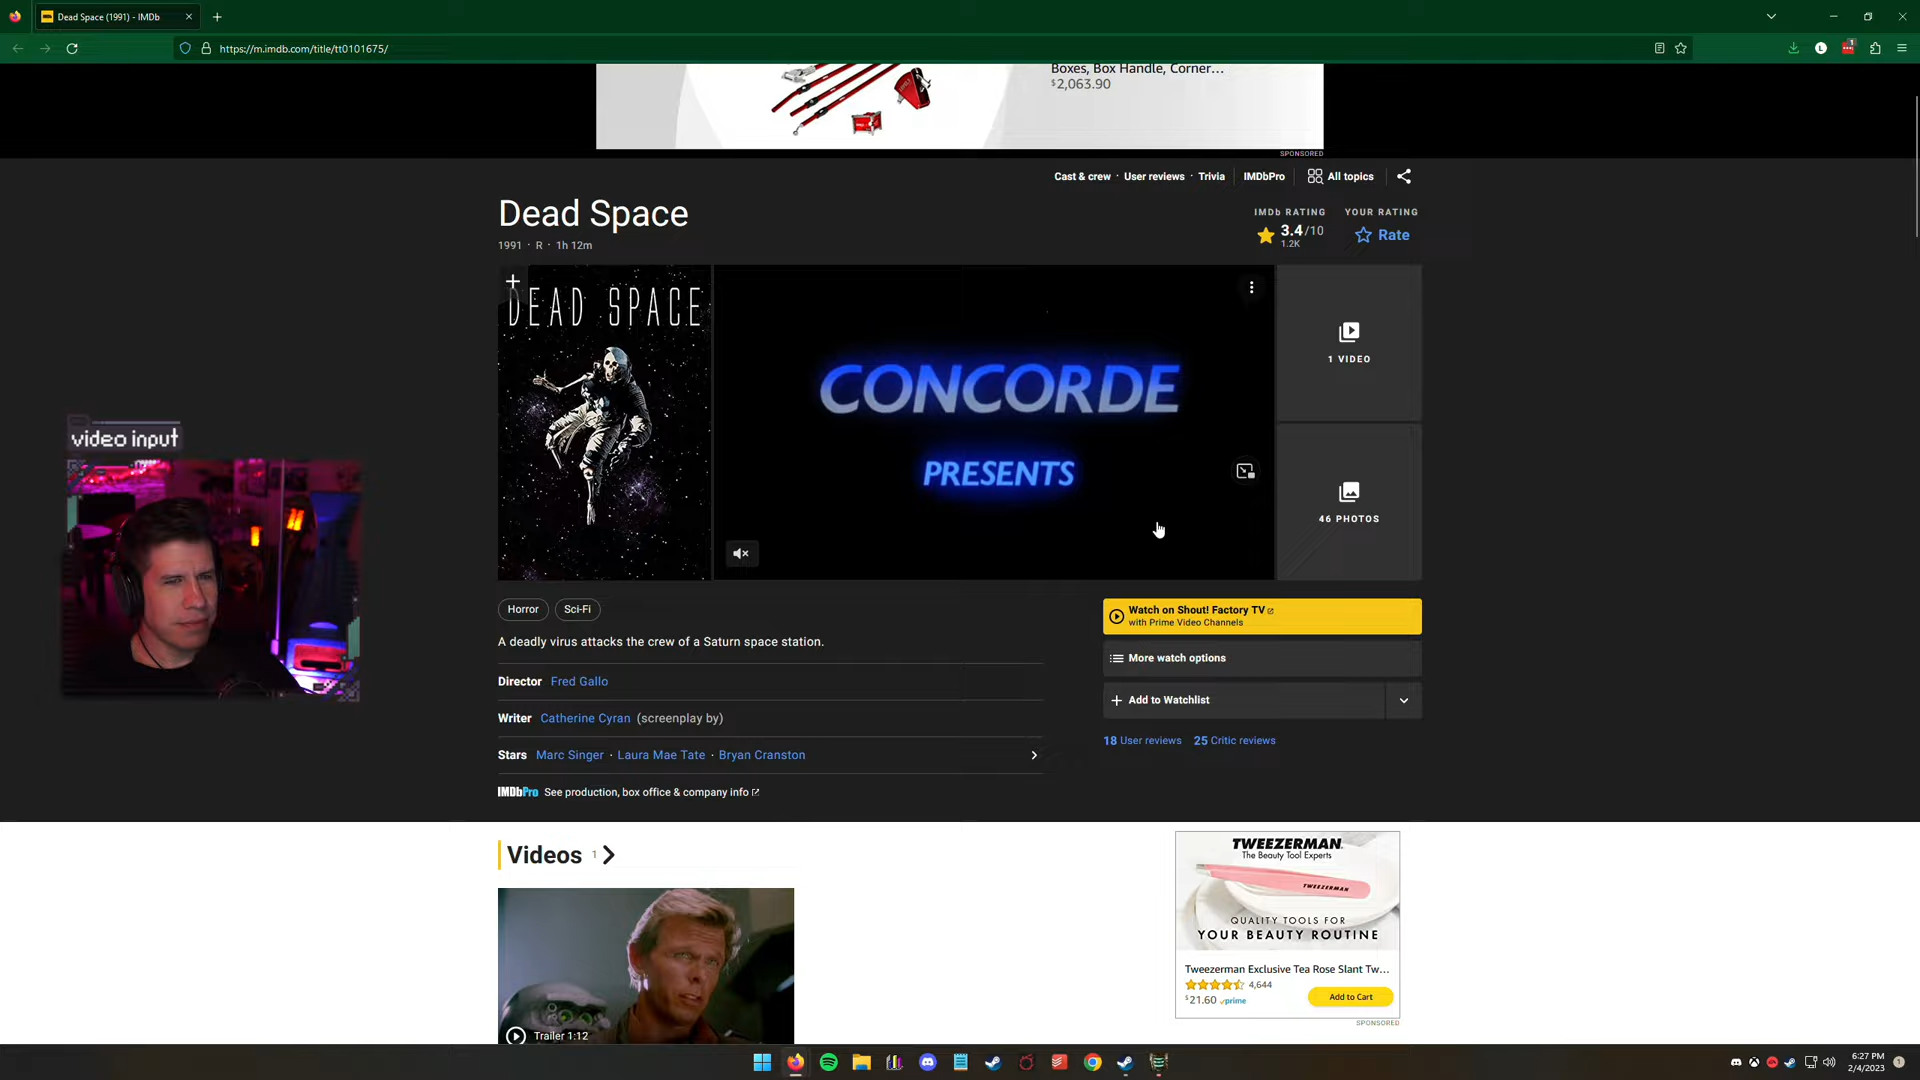 Dead Space (1991) - IMDb
https://m.imdb.com/title/tt0101675/
1
Boxes, Box Handle, Corner...
$2,063.90
SPONSORED
Cast & crew · User reviews · Trivia IMDbPro All topics
Dead Space
1991 · R · 1h 12m
IMDb RATING
3.4/10
1.2K
YOUR RATING
Rate
DEAD SPACE
CONCORDE
PRESENTS
1 VIDEO
46 PHOTOS
video input
Horror Sci-Fi
A deadly virus attacks the crew of a Saturn space station.
Director Fred Gallo
Writer Catherine Cyran (screenplay by)
Stars Marc Singer · Laura Mae Tate · Bryan Cranston
IMDbPro See production, box office & company info
Watch on Shout! Factory TV
with Prime Video Channels
More watch options
Add to Watchlist
18 User reviews 25 Critic reviews
Videos 1
Trailer 1:12
TWEEZERMAN
The Beauty Tool Experts
TWEEZERMAN
QUALITY TOOLS FOR
YOUR BEAUTY ROUTINE
Tweezerman Exclusive Tea Rose Slant Tw...
4,644
$21.60 prime
Add to Cart
SPONSORED
6:27 PM
2/4/2023
1